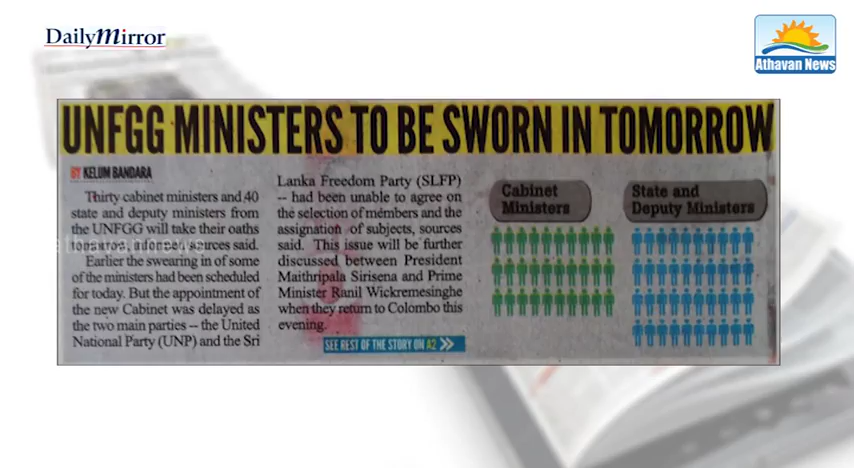 DailyMirror
Athavan News
UNFGG MINISTERS TO BE SWORN IN TOMORROW
BY KELUM BANDARA
Thirty cabinet ministers and 40
state and deputy ministers from
the UNFGG will take their oaths
sources said.
Earlier the swearing in of some
of the ministers had been scheduled
for today. But the appointment of
the new Cabinet was delayed as
the two main parties -- the United
National Party (UNP) and the Sri
Lanka Freedom Party (SLFP)
-- had been unable to agree on
the selection of members and the
assignation of subjects, sources
said. This issue will be further
discussed between President
Maithripala Sirisena and Prime
Minister Ranil Wickremesinghe
when they return to Colombo this
evening.
SEE REST OF THE STORY ON A2
Cabinet
Ministers
State and
Deputy Ministers
athavannews